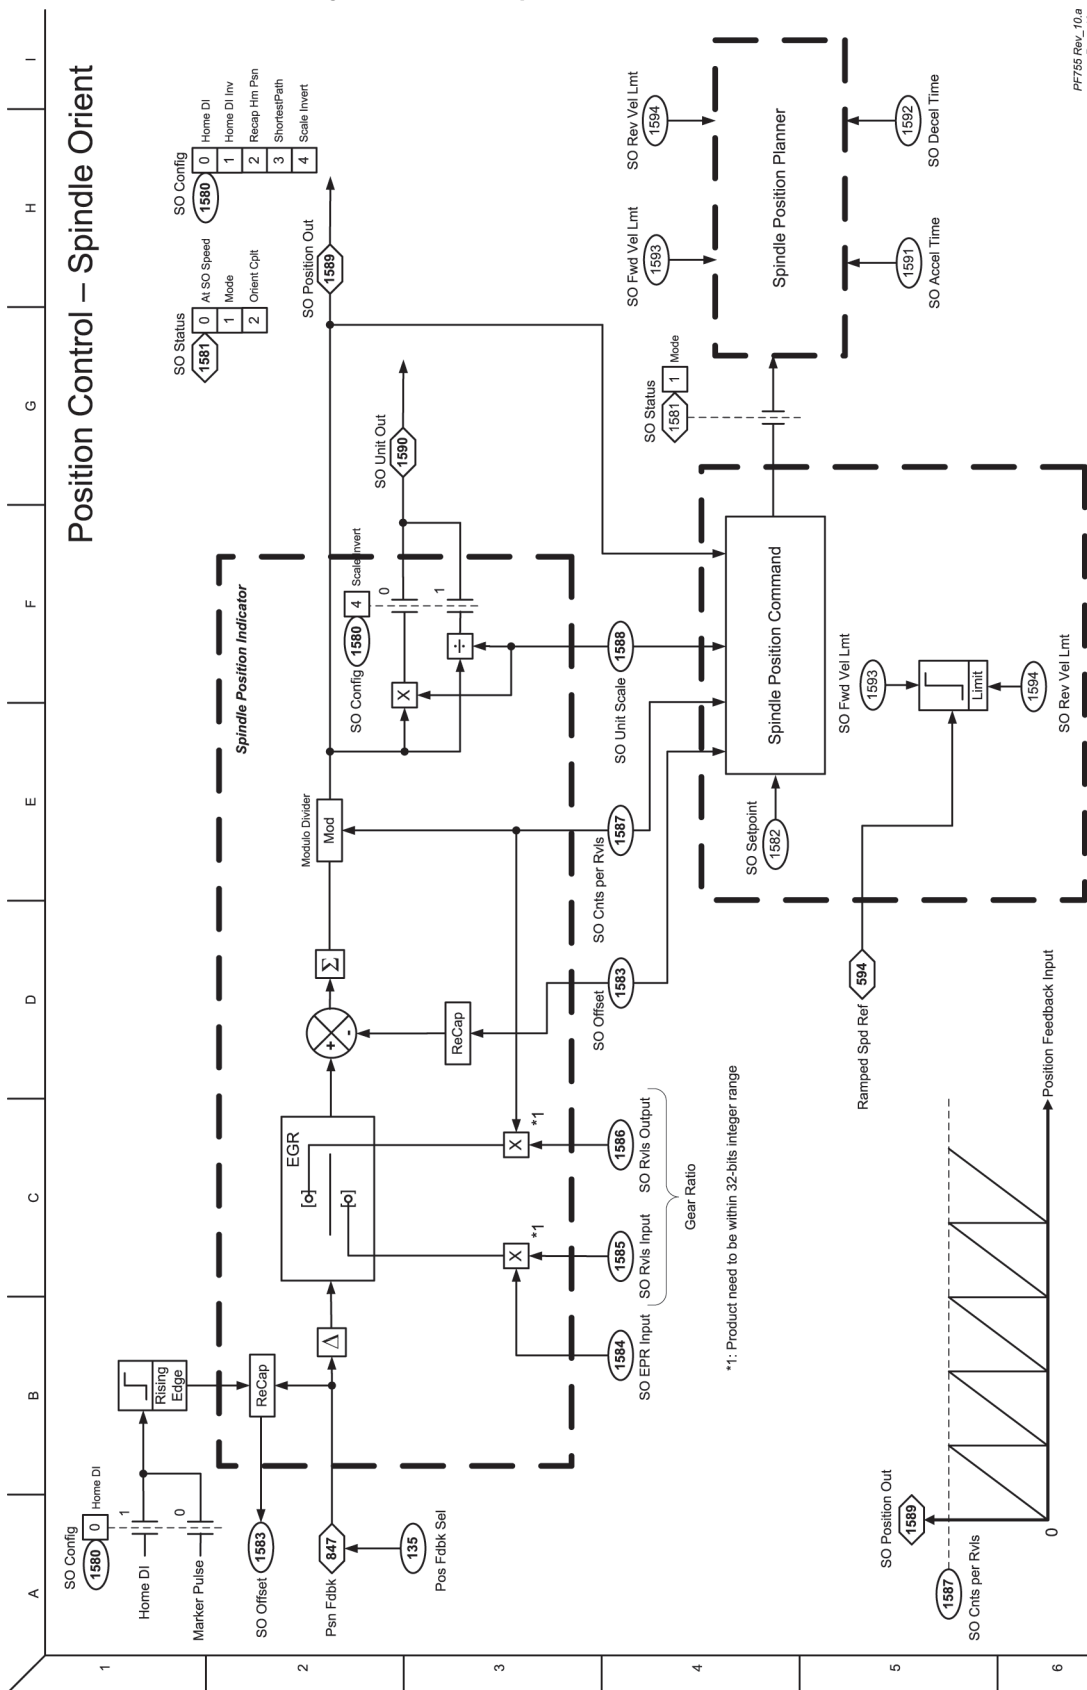 Position Control – Spindle Orient
A
B
C
D
E
F
G
H
I
1
2
3
4
5
6
SO Config
1580
0
Home DI
Home DI
1
Marker Pulse
0
Rising
Edge
SO Offset
1583
ReCap
Psn Fdbk
847
135
Pos Fdbk Sel
Δ
EGR
[o]
[o]
X
*1
X
*1
1584
SO EPR Input
1585
SO Rvls Input
1586
SO Rvls Output
Gear Ratio
*1: Product need to be within 32-bits integer range
+
-
Σ
ReCap
SO Offset
1583
Modulo Divider
Mod
SO Cnts per Rvls
1587
Spindle Position Indicator
SO Config
1580
4
Scale Invert
0
1
X
÷
SO Unit Scale
1588
SO Unit Out
1590
SO Position Out
1589
SO Status
1581
0
At SO Speed
1
Mode
2
Orient Cplt
SO Config
1580
0
Home DI
1
Home DI Inv
2
Recap Hm Psn
3
ShortestPath
4
Scale Invert
SO Setpoint
1582
Spindle Position Command
SO Status
1581
1
Mode
SO Fwd Vel Lmt
1593
SO Rev Vel Lmt
1594
Spindle Position Planner
1591
SO Accel Time
1592
SO Decel Time
Ramped Spd Ref
594
SO Fwd Vel Lmt
1593
Limit
1594
SO Rev Vel Lmt
SO Position Out
1589
1587
SO Cnts per Rvls
0
Position Feedback Input
PF755 Rev_10.a